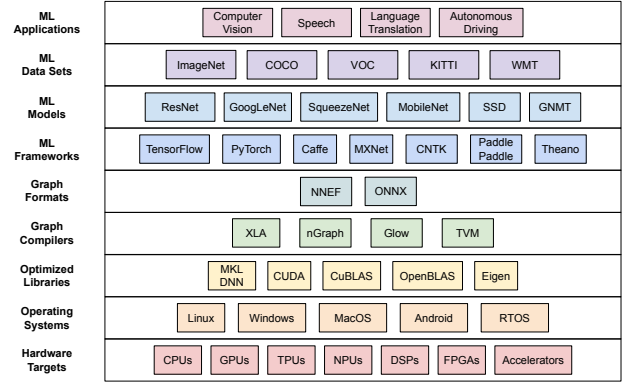 ML
Applications
Computer
Vision
Speech
Language
Translation
Autonomous
Driving
ML
Data Sets
ImageNet
COCO
VOC
KITTI
WMT
ML
Models
ResNet
GoogLeNet
SqueezeNet
MobileNet
SSD
GNMT
ML
Frameworks
TensorFlow
PyTorch
Caffe
MXNet
CNTK
Paddle
Paddle
Theano
Graph
Formats
NNEF
ONNX
Graph
Compilers
XLA
nGraph
Glow
TVM
Optimized
Libraries
MKL
DNN
CUDA
CuBLAS
OpenBLAS
Eigen
Operating
Systems
Linux
Windows
MacOS
Android
RTOS
Hardware
Targets
CPUs
GPUs
TPUs
NPUs
DSPs
FPGAs
Accelerators